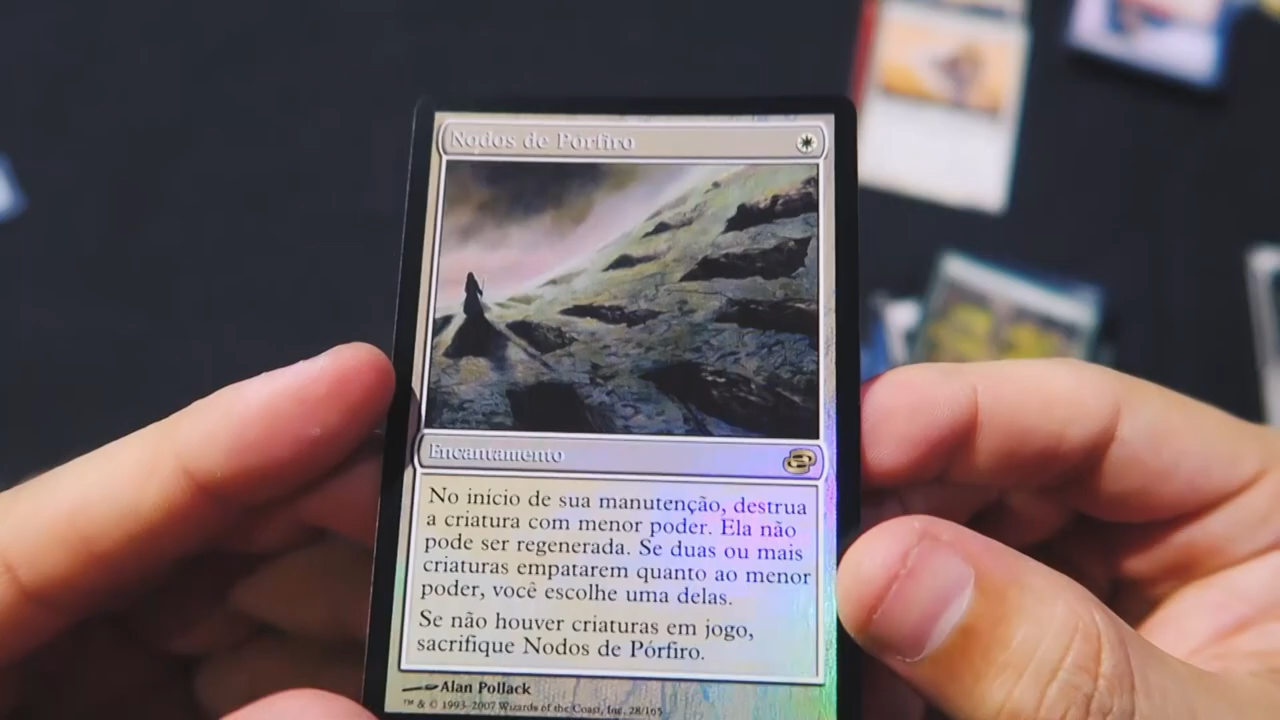 Nodos de Pórfiro
Encantamento
No início de sua manutenção, destrua
a criatura com menor poder. Ela não
pode ser regenerada. Se duas ou mais
criaturas empatarem quanto ao menor
poder, você escolhe uma delas.
Se não houver criaturas em jogo,
sacrifique Nodos de Pórfiro.
Alan Pollack
™ & © 1993-2007 Wizards of the Coast, Inc. 28/165